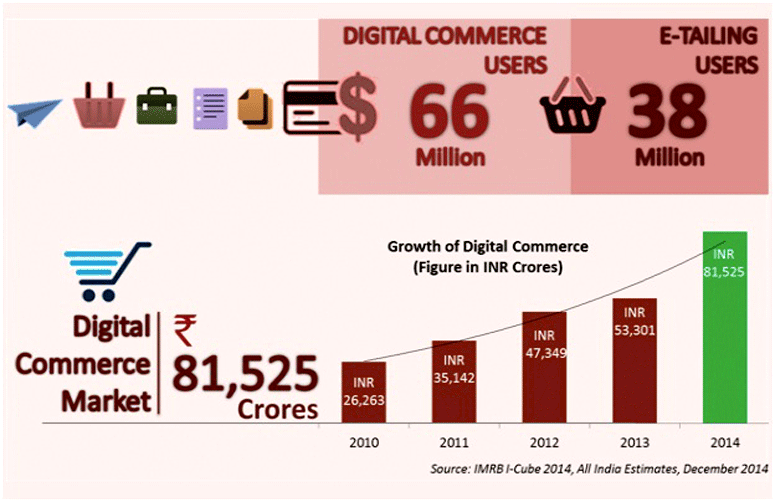 DIGITAL COMMERCE
USERS
66
Million
E-TAILING
USERS
38
Million
$
Digital
Commerce
Market
₹
81,525
Crores
Growth of Digital Commerce
(Figure in INR Crores)
INR
26,263
INR
35,142
INR
47,349
INR
53,301
INR
81,525
2010 2011 2012 2013 2014
Source: IMRB I-Cube 2014, All India Estimates, December 2014